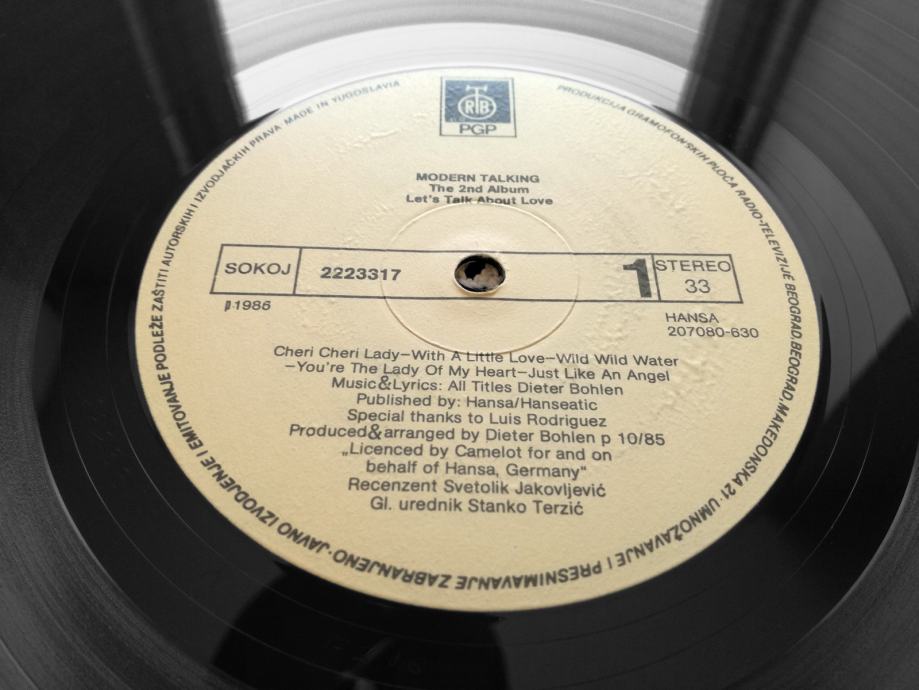 RTB
PGP
MODERN TALKING
The 2nd Album
Let's Talk About Love
SOKOJ
2223317
1
STEREO
33
p 1986
HANSA
207080-630
Cheri Cheri Lady—With A Little Love—Wild Wild Water
—You're The Lady Of My Heart—Just Like An Angel
Music&Lyrics: All Titles Dieter Bohlen
Published by: Hansa/Hanseatic
Special thanks to Luis Rodriguez
Produced&arranged by Dieter Bohlen p 10/85
„Licenced by Camelot for and on
behalf of Hansa, Germany“
Recenzent Svetolik Jakovljević
Gl. urednik Stanko Terzić
PRODUKCIJA GRAMOFONSKIH PLOČA RADIO-TELEVIZIJE BEOGRAD, BEOGRAD, MAKEDONSKA 21 · UMNOŽAVANJE I PRESNIMAVANJE ZABRANJENO · JAVNO IZVODJENJE I EMITOVANJE PODLEŽE ZAŠTITI AUTORSKIH I IZVODJAČKIH PRAVA MADE IN YUGOSLAVIA